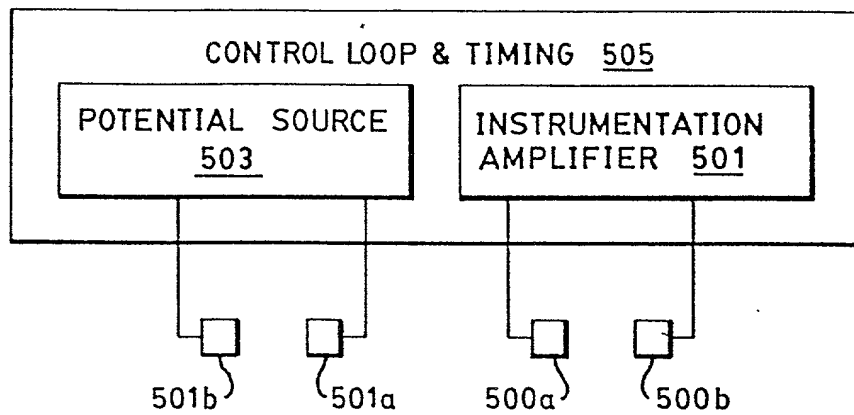 CONTROL LOOP & TIMING 505
POTENTIAL SOURCE
503
INSTRUMENTATION
AMPLIFIER 501
501b 501a 500a 500b